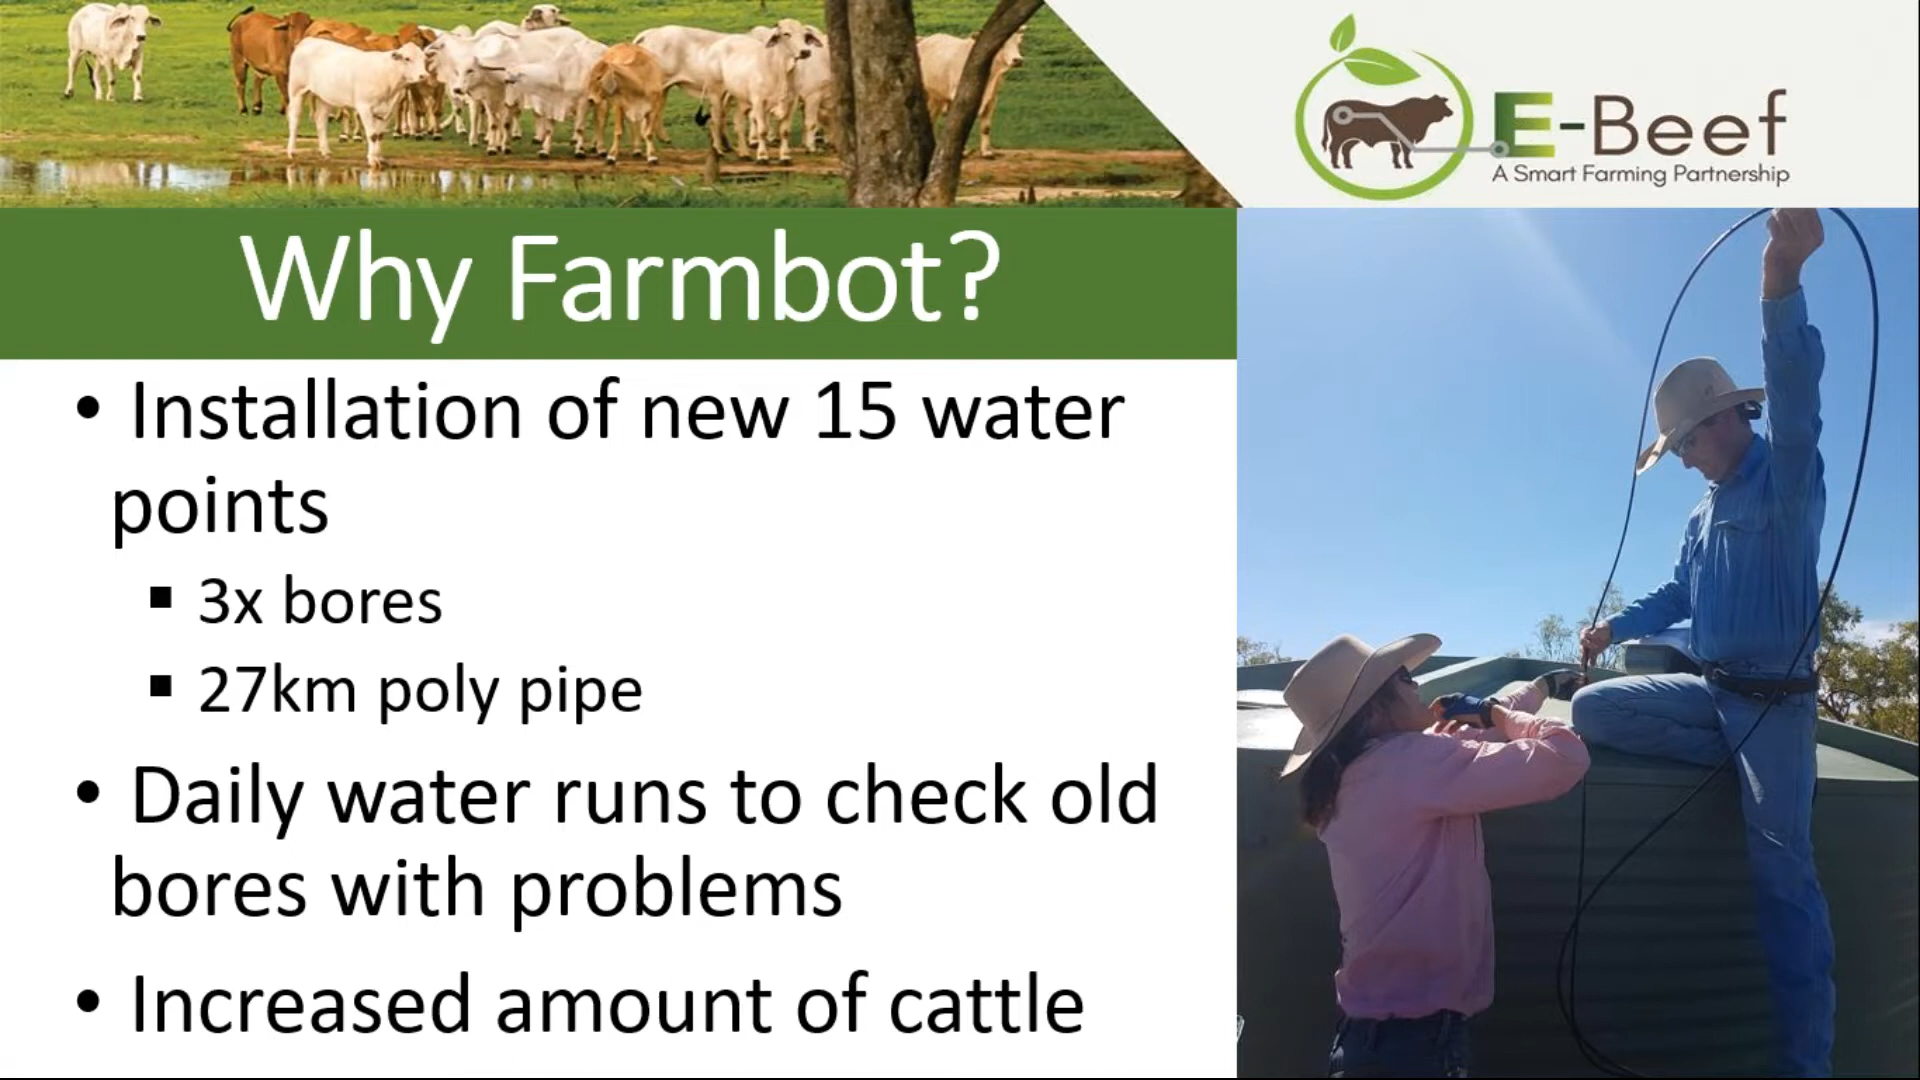 E-Beef
A Smart Farming Partnership
Why Farmbot?
• Installation of new 15 water
points
▪ 3x bores
▪ 27km poly pipe
• Daily water runs to check old
bores with problems
• Increased amount of cattle